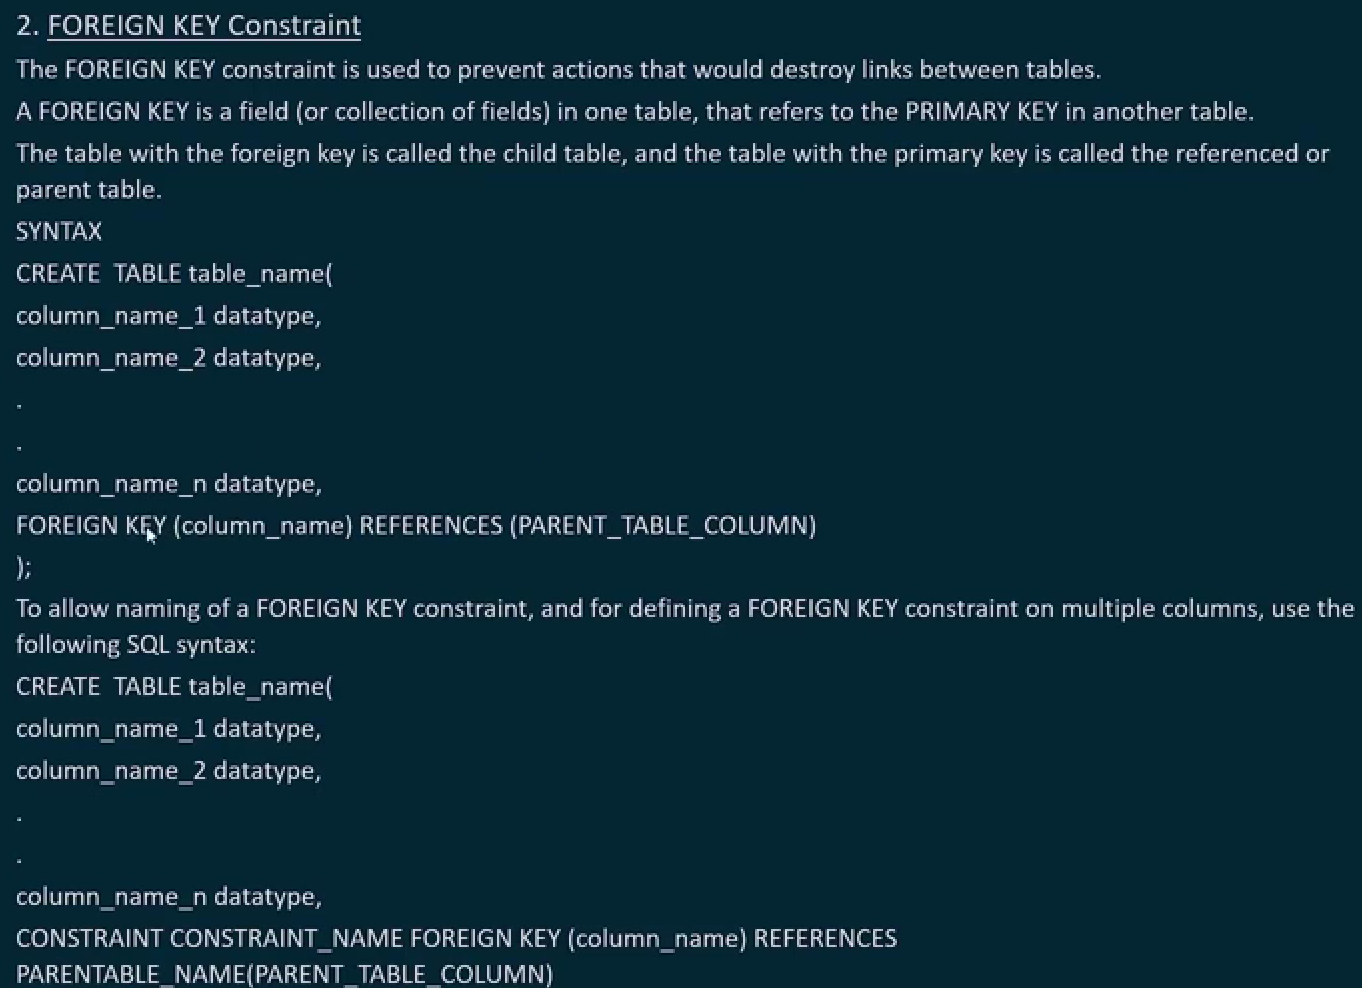 2. FOREIGN KEY Constraint
The FOREIGN KEY constraint is used to prevent actions that would destroy links between tables.
A FOREIGN KEY is a field (or collection of fields) in one table, that refers to the PRIMARY KEY in another table.
The table with the foreign key is called the child table, and the table with the primary key is called the referenced or
parent table.
SYNTAX
CREATE  TABLE table_name(
column_name_1 datatype,
column_name_2 datatype,
.
.
column_name_n datatype,
FOREIGN KEY (column_name) REFERENCES (PARENT_TABLE_COLUMN)
);
To allow naming of a FOREIGN KEY constraint, and for defining a FOREIGN KEY constraint on multiple columns, use the
following SQL syntax:
CREATE  TABLE table_name(
column_name_1 datatype,
column_name_2 datatype,
.
.
column_name_n datatype,
CONSTRAINT CONSTRAINT_NAME FOREIGN KEY (column_name) REFERENCES
PARENTABLE_NAME(PARENT_TABLE_COLUMN)